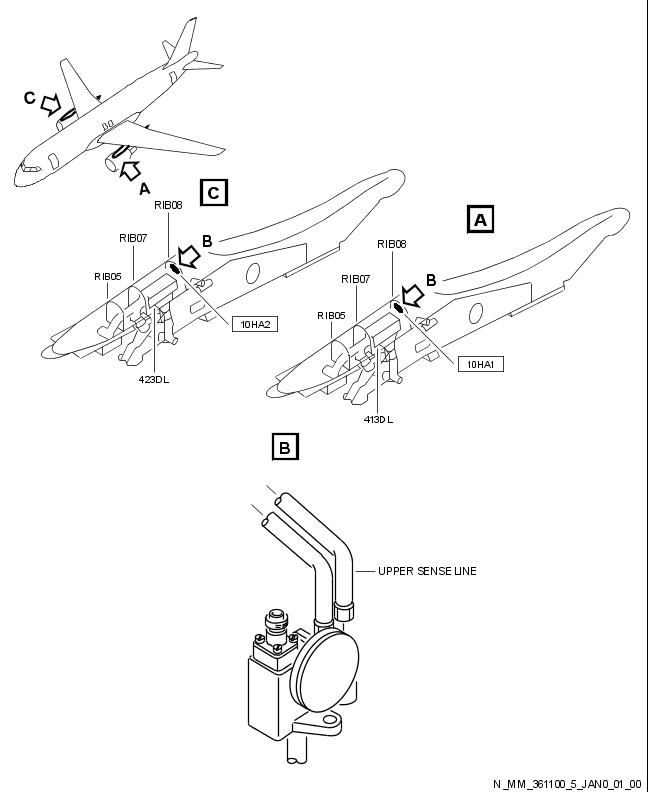 C
A
C
RIB08
B
RIB07
RIB05
10HA2
423DL
A
RIB08
B
RIB07
RIB05
10HA1
413DL
B
UPPER SENSE LINE
N_MM_361100_5_JAN0_01_00